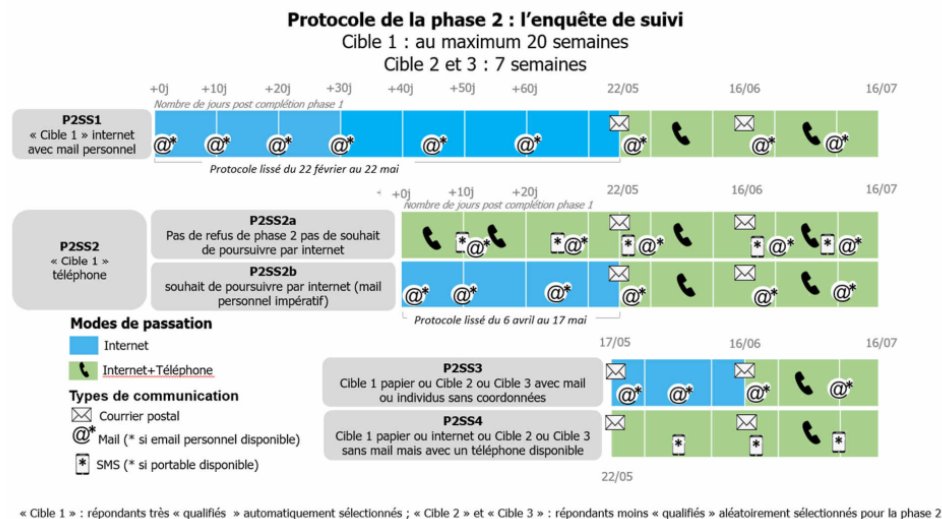 Protocole de la phase 2 : l'enquête de suivi
Cible 1 : au maximum 20 semaines
Cible 2 et 3 : 7 semaines
+0j +10j +20j +30j +40j +50j +60j 22/05 16/06 16/07
Nombre de jours post complétion phase 1
P2SS1
« Cible 1 » internet
avec mail personnel
@* @* @* @* @* @* @* @* @*
Protocole lissé du 22 février au 22 mai
+0j +10j +20j 22/05 16/06 16/07
Nombre de jours post complétion phase 1
P2SS2
« Cible 1 »
téléphone
P2SS2a
Pas de refus de phase 2 pas de souhait
de poursuivre par internet
* @* * @* * @* * @* * @*
P2SS2b
souhait de poursuivre par internet (mail
personnel impératif)
@* @* @* @* @* @*
Protocole lissé du 6 avril au 17 mai
Modes de passation
Internet
Internet+Téléphone
Types de communication
Courrier postal
@* Mail (* si email personnel disponible)
* SMS (* si portable disponible)
17/05 16/06 16/07
P2SS3
Cible 1 papier ou Cible 2 ou Cible 3 avec mail
ou individus sans coordonnées
@* @* @* @*
P2SS4
Cible 1 papier ou internet ou Cible 2 ou Cible 3
sans mail mais avec un téléphone disponible
* * *
22/05
« Cible 1 » : répondants très « qualifiés » automatiquement sélectionnés ; « Cible 2 » et « Cible 3 » : répondants moins « qualifiés » aléatoirement sélectionnés pour la phase 2